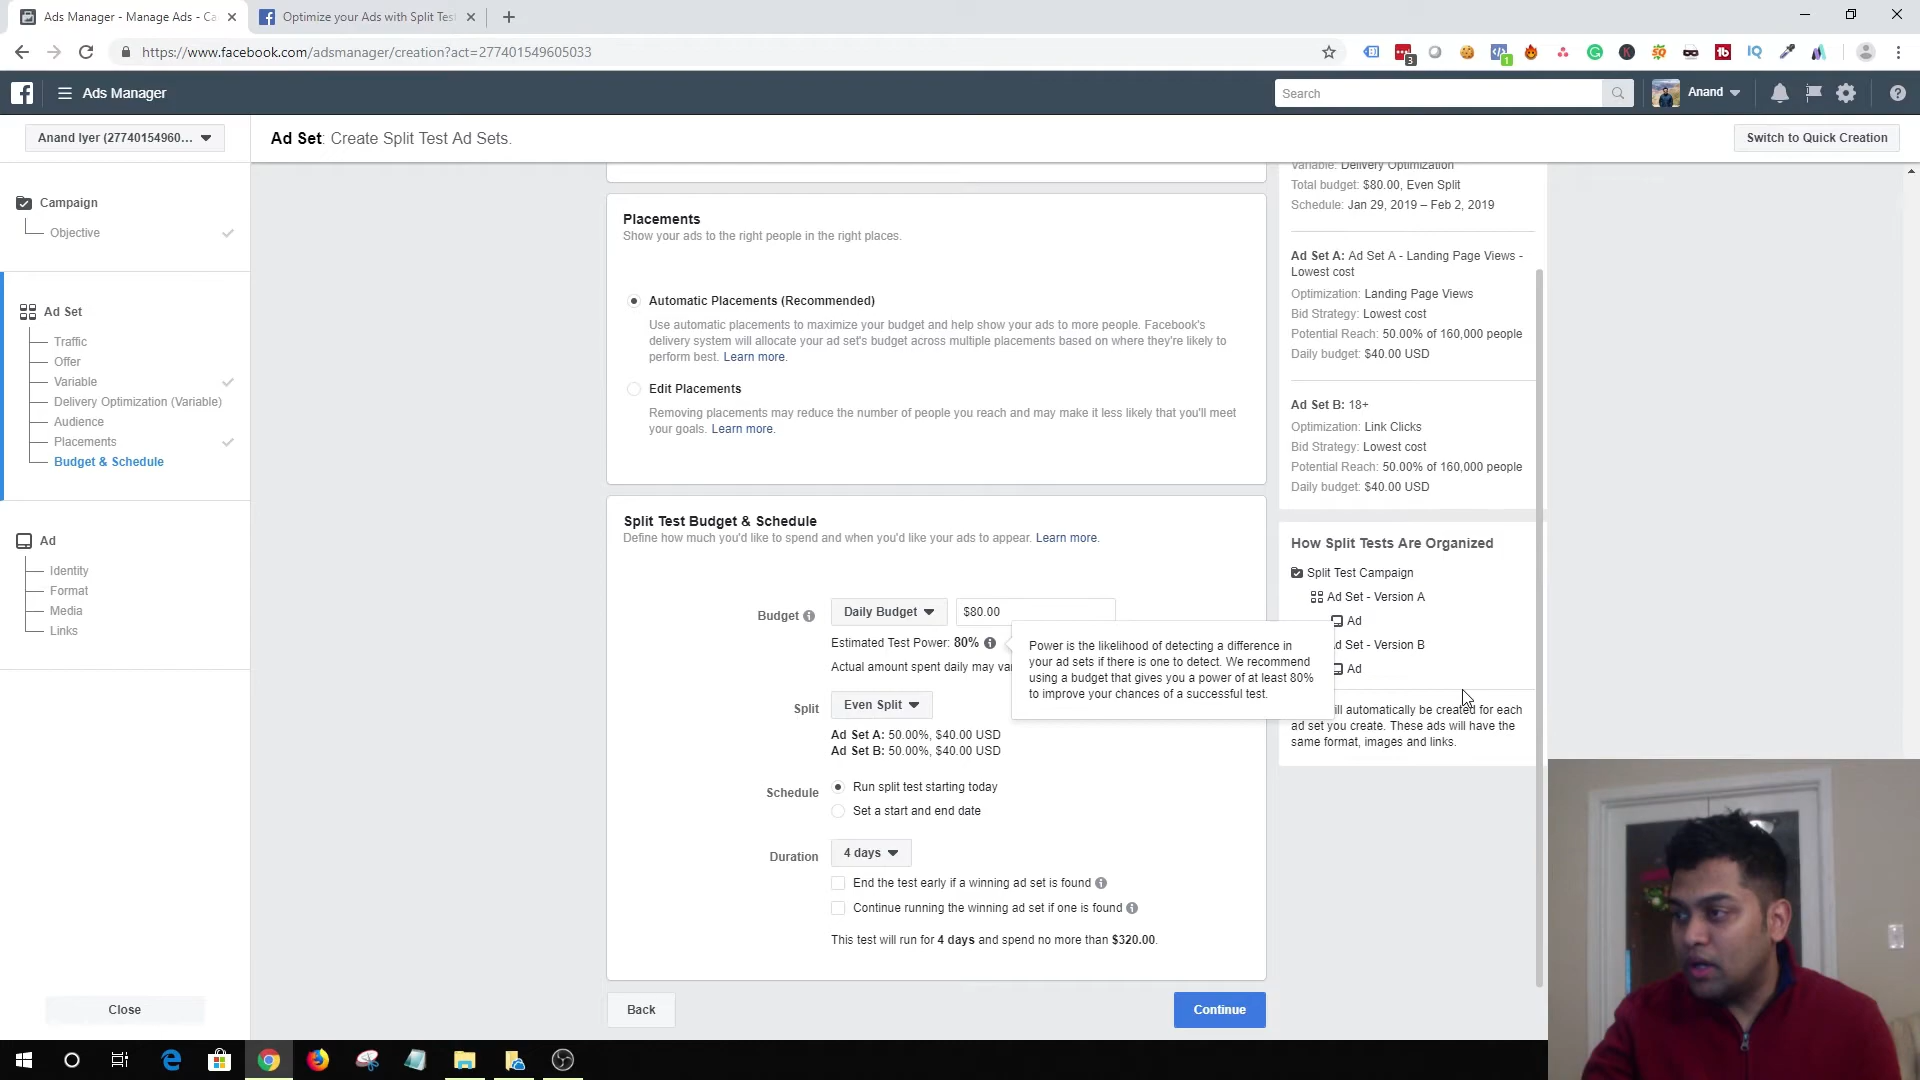 Ads Manager - Manage Ads - Ca
Optimize your Ads with Split Test
https://www.facebook.com/adsmanager/creation?act=277401549605033
3
1
Ads Manager
Search
Anand
Anand Iyer (27740154960...
Ad Set: Create Split Test Ad Sets.
Switch to Quick Creation
Campaign
Objective
Ad Set
Traffic
Offer
Variable
Delivery Optimization (Variable)
Audience
Placements
Budget & Schedule
Ad
Identity
Format
Media
Links
Close
Placements
Show your ads to the right people in the right places.
Automatic Placements (Recommended)
Use automatic placements to maximize your budget and help show your ads to more people. Facebook's
delivery system will allocate your ad set's budget across multiple placements based on where they're likely to
perform best. Learn more.
Edit Placements
Removing placements may reduce the number of people you reach and may make it less likely that you'll meet
your goals. Learn more.
Split Test Budget & Schedule
Define how much you'd like to spend and when you'd like your ads to appear. Learn more.
Budget
Daily Budget
$80.00
Estimated Test Power: 80%
Actual amount spent daily may
Power is the likelihood of detecting a difference in
your ad sets if there is one to detect. We recommend
using a budget that gives you a power of at least 80%
to improve your chances of a successful test.
Split
Even Split
Ad Set A: 50.00%, $40.00 USD
Ad Set B: 50.00%, $40.00 USD
Schedule
Run split test starting today
Set a start and end date
Duration
4 days
End the test early if a winning ad set is found
Continue running the winning ad set if one is found
This test will run for 4 days and spend no more than $320.00.
Back
Continue
Variable: Delivery Optimization
Total budget: $80.00, Even Split
Schedule: Jan 29, 2019 – Feb 2, 2019
Ad Set A: Ad Set A - Landing Page Views -
Lowest cost
Optimization: Landing Page Views
Bid Strategy: Lowest cost
Potential Reach: 50.00% of 160,000 people
Daily budget: $40.00 USD
Ad Set B: 18+
Optimization: Link Clicks
Bid Strategy: Lowest cost
Potential Reach: 50.00% of 160,000 people
Daily budget: $40.00 USD
How Split Tests Are Organized
Split Test Campaign
Ad Set - Version A
Ad
d Set - Version B
Ad
ill automatically be created for each
ad set you create. These ads will have the
same format, images and links.